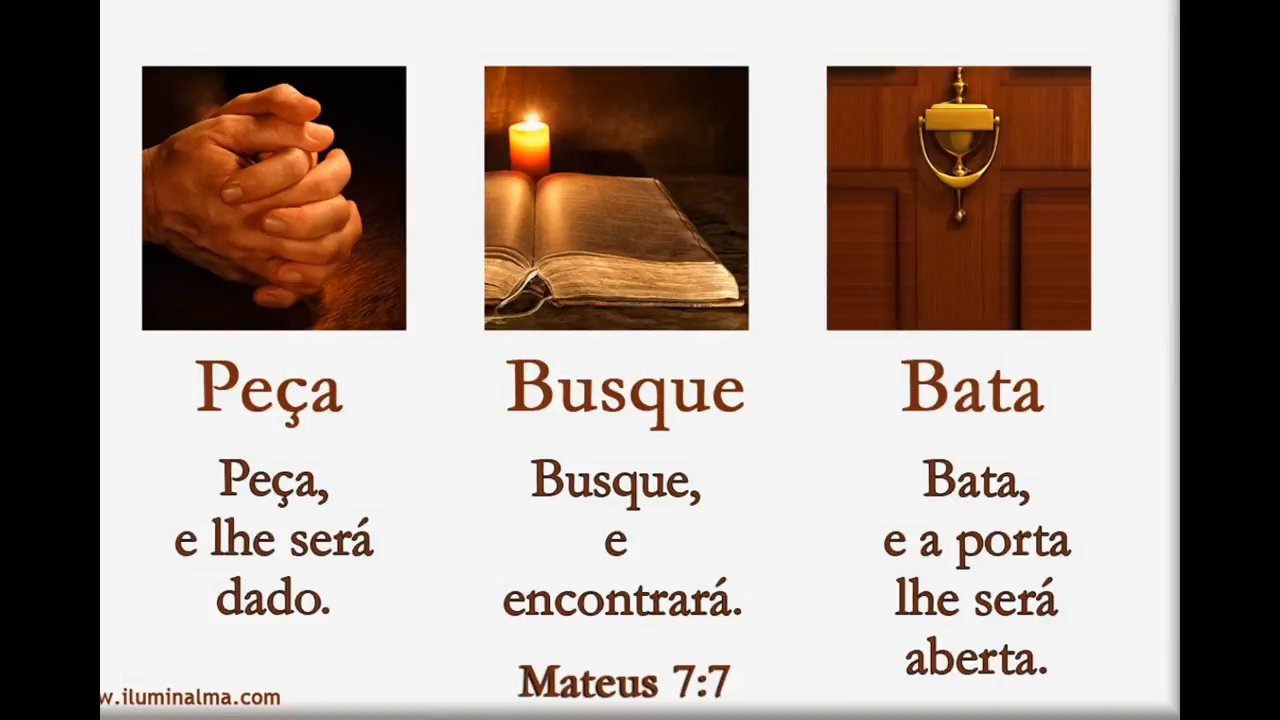 Peça
Peça,
e lhe será
dado.
Busque
Busque,
e
encontrará.
Bata
Bata,
e a porta
lhe será
aberta.
Mateus 7:7
.iluminalma.com